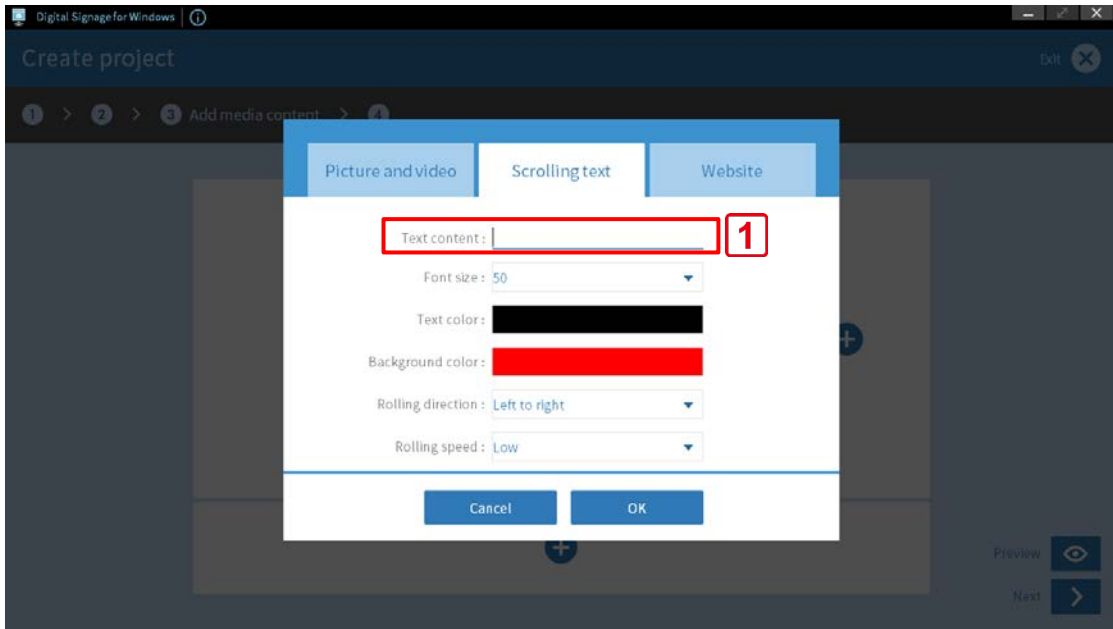 Digital Signage for Windows
Create project
Exit
1 > 2 > 3 Add media content > 4
Picture and video Scrolling text Website
Text content : 1
Font size : 50
Text color :
Background color :
Rolling direction : Left to right
Rolling speed : Low
Cancel OK
Preview
Next